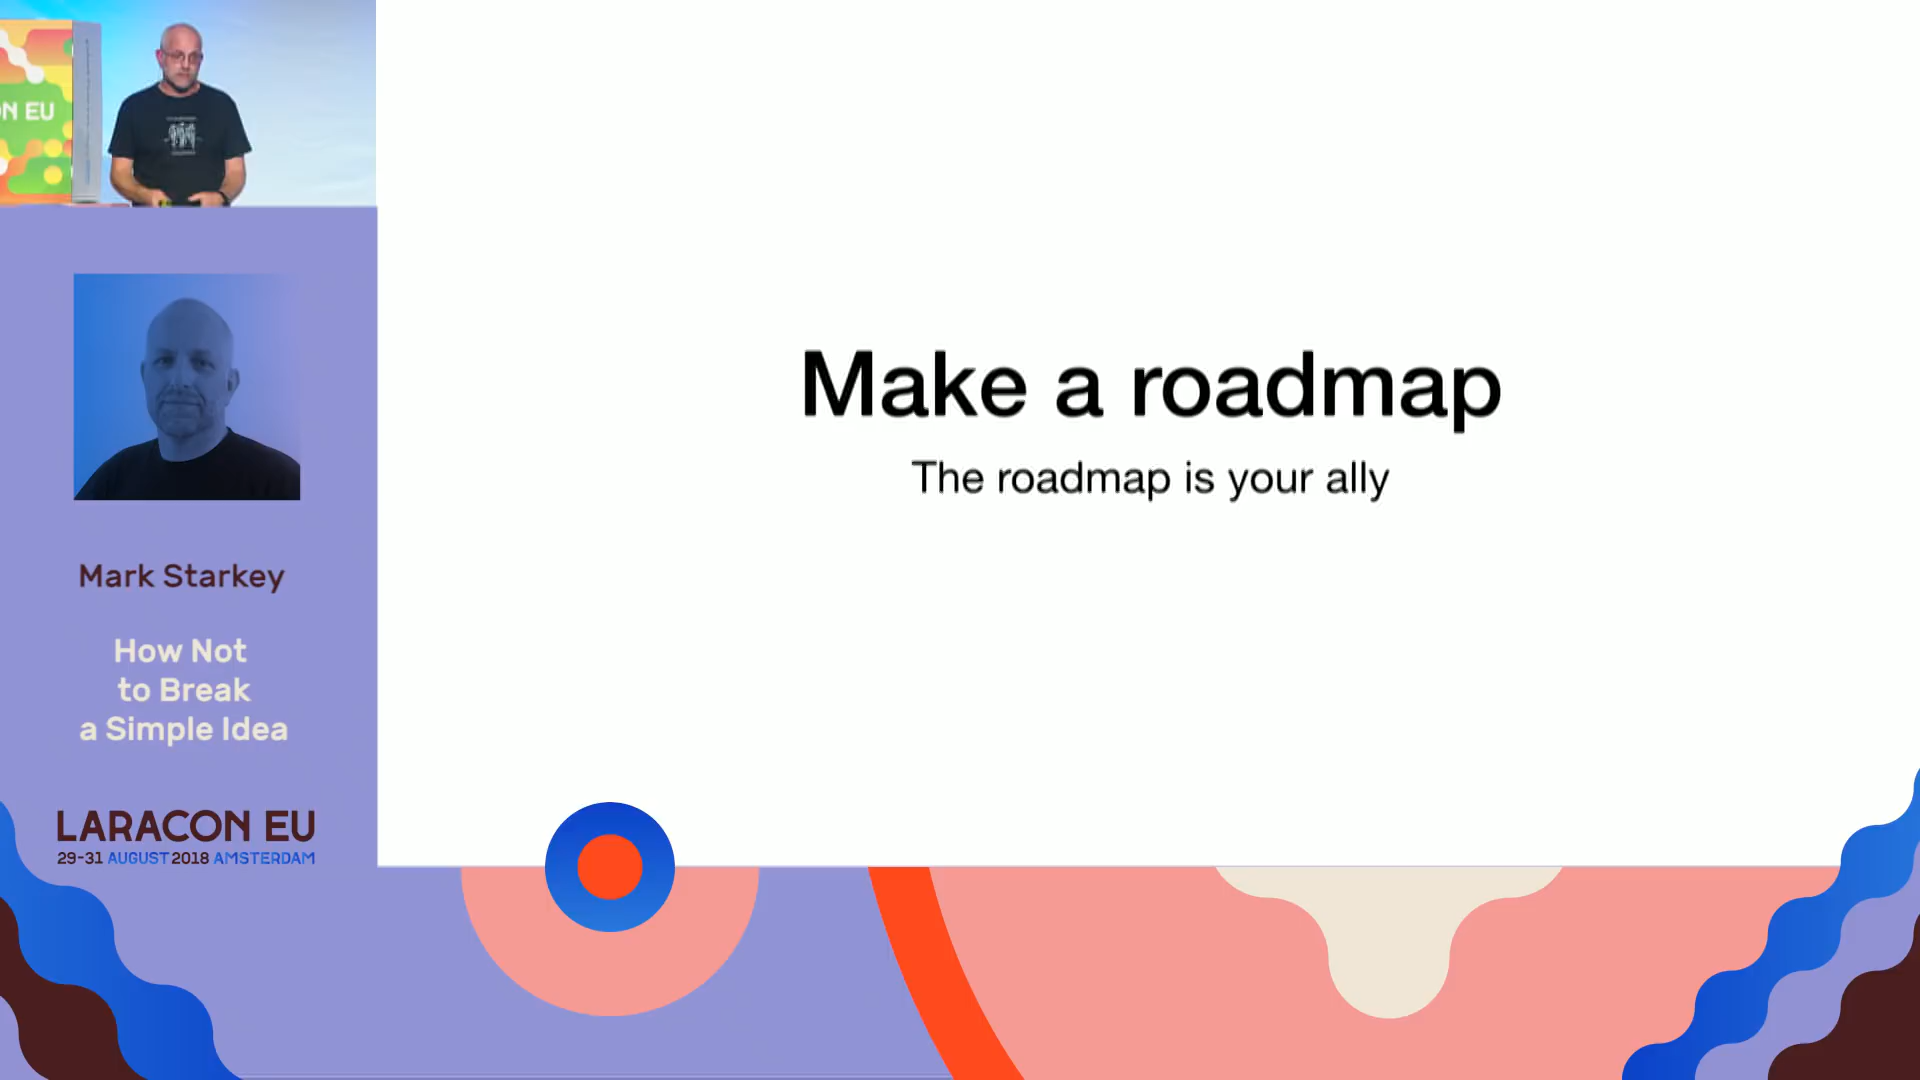 N EU
Make a roadmap
The roadmap is your ally
Mark Starkey
How Not
to Break
a Simple Idea
LARACON EU
29-31 AUGUST 2018 AMSTERDAM